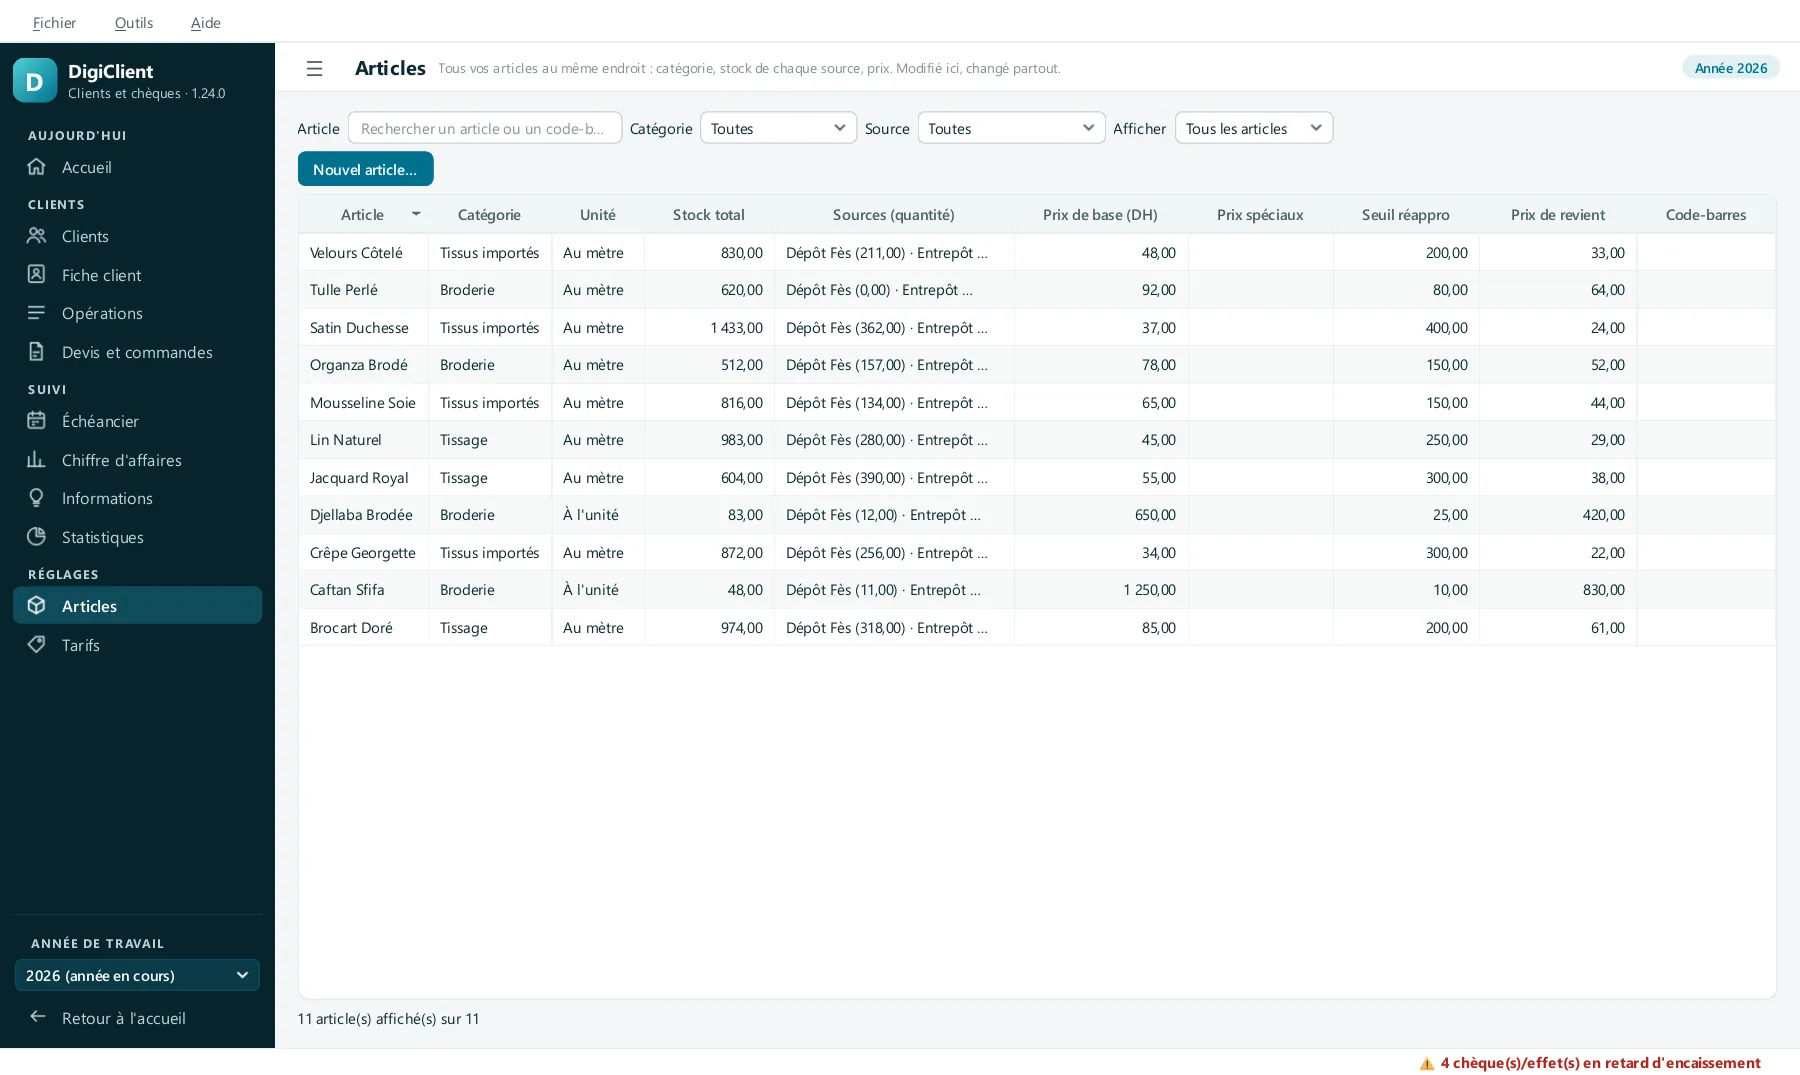 Fichier Outils Aide
DigiClient
Clients et chèques · 1.24.0
AUJOURD'HUI
Accueil
CLIENTS
Clients
Fiche client
Opérations
Devis et commandes
SUIVI
Échéancier
Chiffre d'affaires
Informations
Statistiques
RÉGLAGES
Articles
Tarifs
ANNÉE DE TRAVAIL
2026 (année en cours)
Retour à l'accueil
Articles Tous vos articles au même endroit : catégorie, stock de chaque source, prix. Modifié ici, changé partout. Année 2026
Article Rechercher un article ou un code-b... Catégorie Toutes Source Toutes Afficher Tous les articles
Nouvel article...
Article Catégorie Unité Stock total Sources (quantité) Prix de base (DH) Prix spéciaux Seuil réappro Prix de revient Code-barres
Velours Côtelé Tissus importés Au mètre 830,00 Dépôt Fès (211,00) · Entrepôt ... 48,00 200,00 33,00
Tulle Perlé Broderie Au mètre 620,00 Dépôt Fès (0,00) · Entrepôt ... 92,00 80,00 64,00
Satin Duchesse Tissus importés Au mètre 1 433,00 Dépôt Fès (362,00) · Entrepôt ... 37,00 400,00 24,00
Organza Brodé Broderie Au mètre 512,00 Dépôt Fès (157,00) · Entrepôt ... 78,00 150,00 52,00
Mousseline Soie Tissus importés Au mètre 816,00 Dépôt Fès (134,00) · Entrepôt ... 65,00 150,00 44,00
Lin Naturel Tissage Au mètre 983,00 Dépôt Fès (280,00) · Entrepôt ... 45,00 250,00 29,00
Jacquard Royal Tissage Au mètre 604,00 Dépôt Fès (390,00) · Entrepôt ... 55,00 300,00 38,00
Djellaba Brodée Broderie À l'unité 83,00 Dépôt Fès (12,00) · Entrepôt ... 650,00 25,00 420,00
Crêpe Georgette Tissus importés Au mètre 872,00 Dépôt Fès (256,00) · Entrepôt ... 34,00 300,00 22,00
Caftan Sfifa Broderie À l'unité 48,00 Dépôt Fès (11,00) · Entrepôt ... 1 250,00 10,00 830,00
Brocart Doré Tissage Au mètre 974,00 Dépôt Fès (318,00) · Entrepôt ... 85,00 200,00 61,00
11 article(s) affiché(s) sur 11
4 chèque(s)/effet(s) en retard d'encaissement